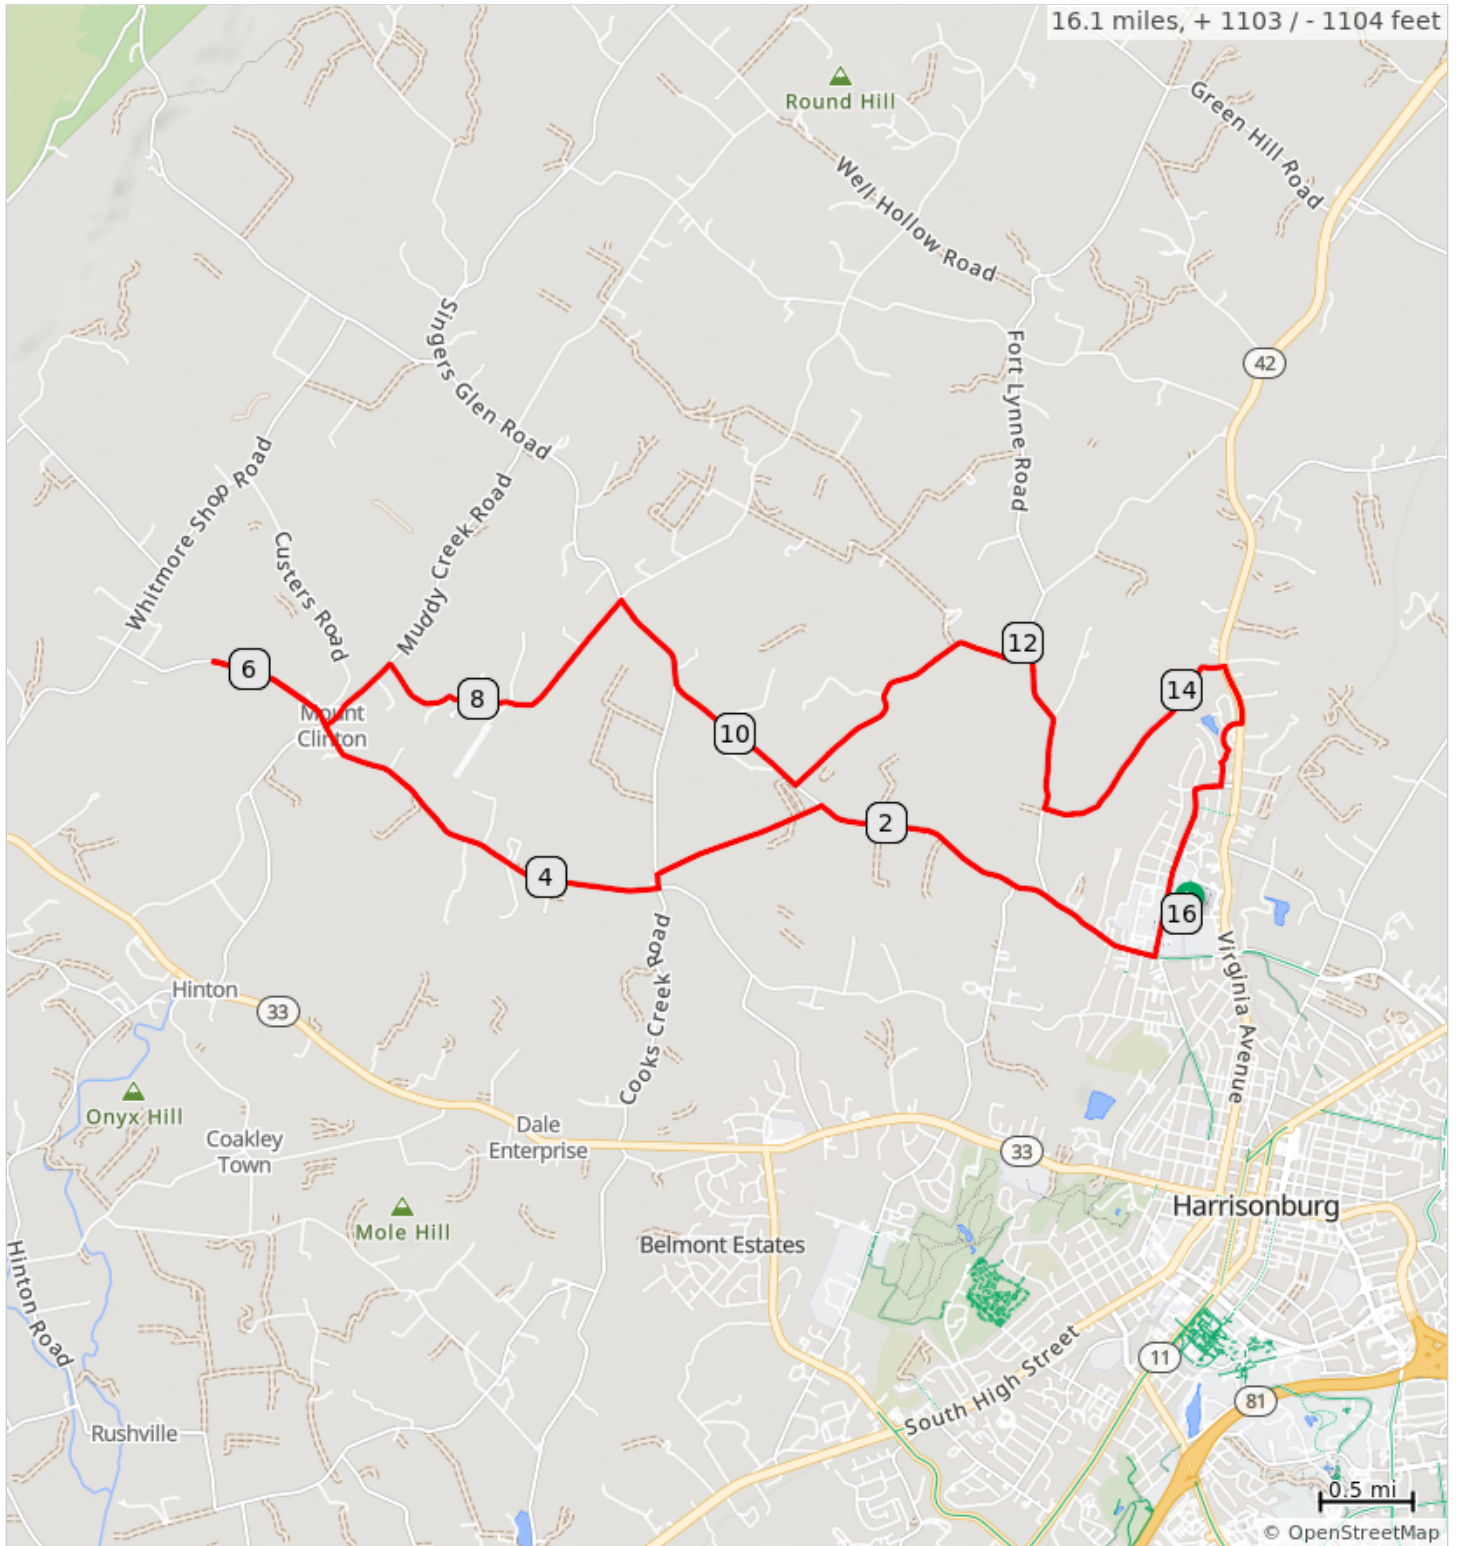 16.1 miles, + 1103 / - 1104 feet
Round Hill
Green Hill Road
Well Hollow Road
Singers Glen Road
Fort Lynne Road
42
Whitmore Shop Road
Custers Road
Muddy Creek Road
12
6
8
14
Mount
Clinton
10
2
4
16
Cooks Creek Road
Virginia Avenue
Hinton
33
Onyx Hill
Coakley
Town
Dale
Enterprise
33
Mole Hill
Harrisonburg
Belmont Estates
Hinton Road
South High Street
11
81
Rushville
0.5 mi
© OpenStreetMap